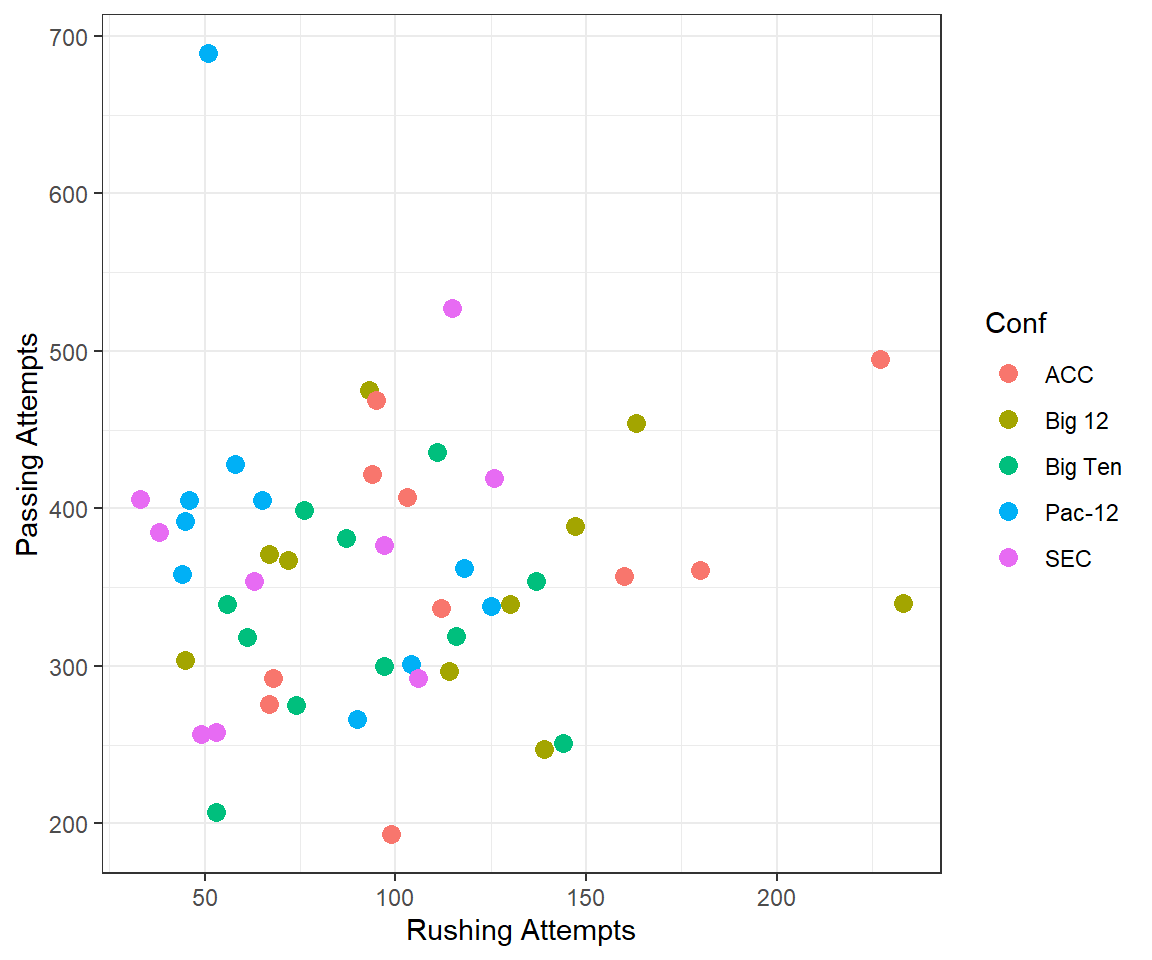 700
600
500
400
300
200
Passing Attempts
50 100 150 200
Rushing Attempts
Conf
ACC
Big 12
Big Ten
Pac-12
SEC